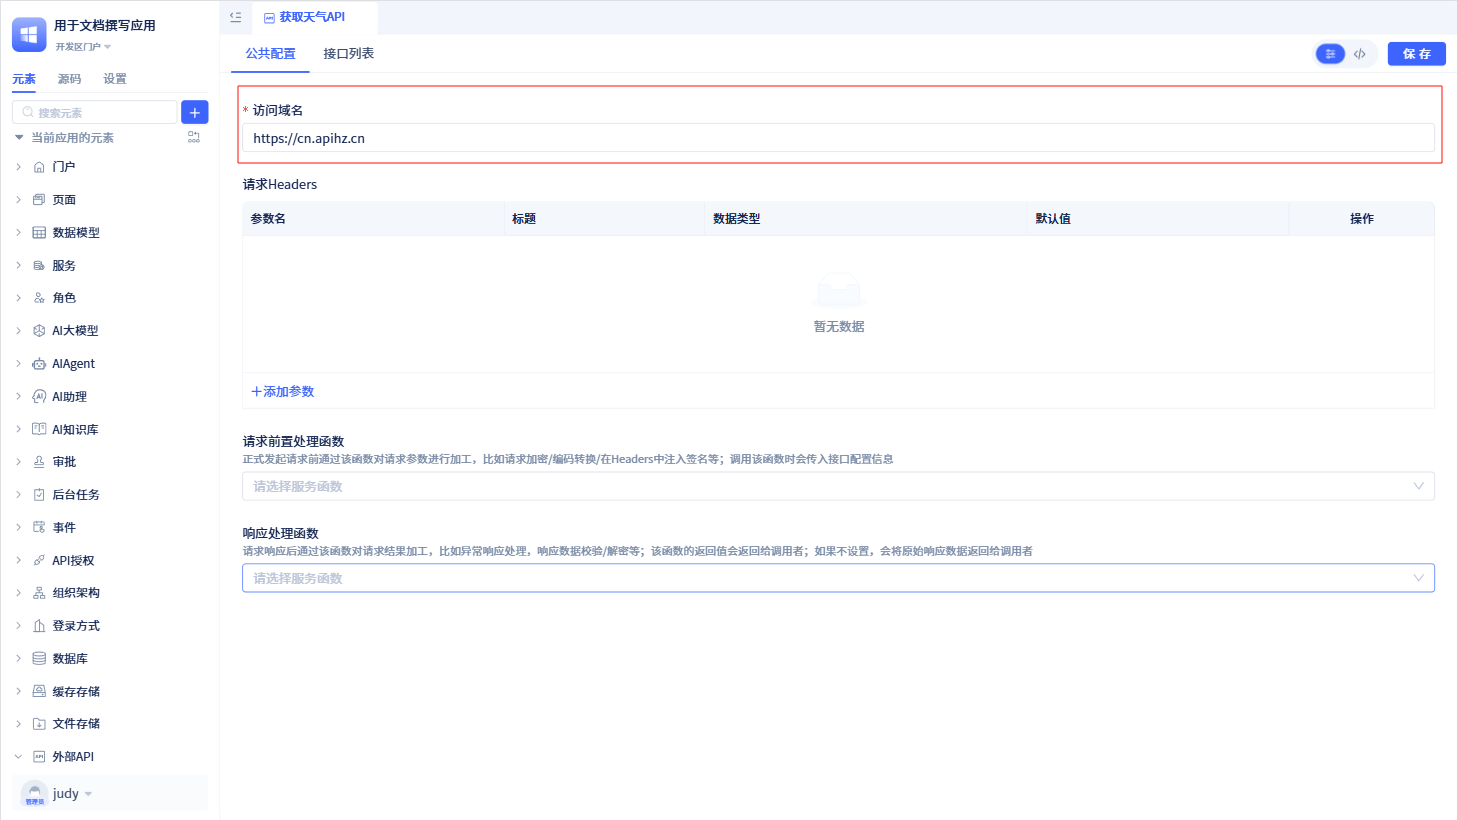 用于文档撰写应用
开发区门户
元素
源码
设置
搜索元素
当前应用的元素
门户
页面
数据模型
服务
角色
AI大模型
AIAgent
AI助理
AI知识库
审批
后台任务
事件
API授权
组织架构
登录方式
数据库
缓存存储
文件存储
外部API
管理员
judy
获取天气API
公共配置
接口列表
保 存
* 访问域名
https://cn.apihz.cn
请求Headers
参数名
标题
数据类型
默认值
操作
暂无数据
添加参数
请求前置处理函数
正式发起请求前通过该函数对请求参数进行加工，比如请求加密/编码转换/在Headers中注入签名等；调用该函数时会传入接口配置信息
请选择服务函数
响应处理函数
请求响应后通过该函数对请求结果加工，比如异常响应处理，响应数据校验/解密等；该函数的返回值会返回给调用者；如果不设置，会将原始响应数据返回给调用者
请选择服务函数